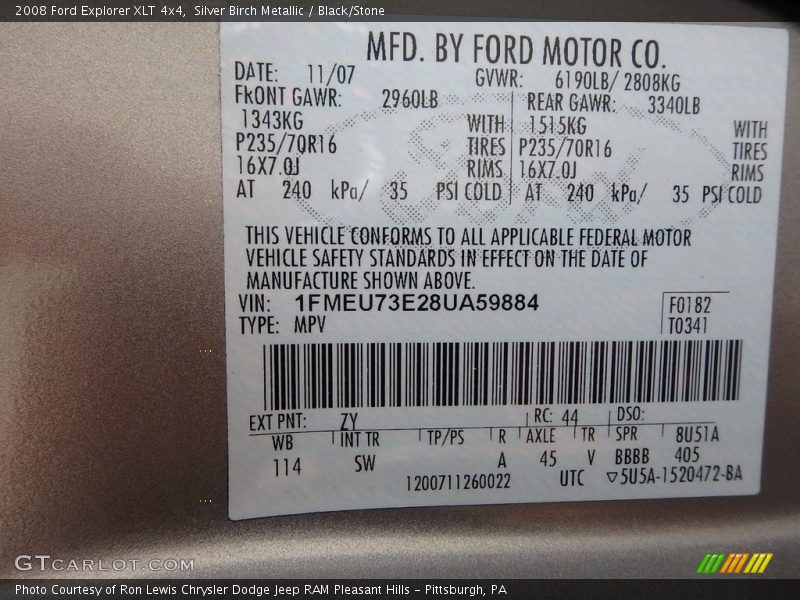 2008 Ford Explorer XLT 4x4, Silver Birch Metallic / Black/Stone
MFD. BY FORD MOTOR CO.
DATE: 11/07 GVWR: 6190LB/ 2808KG
FRONT GAWR: 2960LB REAR GAWR: 3340LB
1343KG WITH 1515KG WITH
P235/70R16 TIRES P235/70R16 TIRES
16X7.0J RIMS 16X7.0J RIMS
AT 240 kPa/ 35 PSI COLD AT 240 kPa/ 35 PSI COLD
THIS VEHICLE CONFORMS TO ALL APPLICABLE FEDERAL MOTOR
VEHICLE SAFETY STANDARDS IN EFFECT ON THE DATE OF
MANUFACTURE SHOWN ABOVE.
VIN: 1FMEU73E28UA59884 F0182
TYPE: MPV T0341
EXT PNT: ZY RC: 44 DSO:
WB INT TR TP/PS R AXLE TR SPR 8U51A
114 SW A 45 V BBBB 405
1200711260022 UTC ▽5U5A-1520472-BA
GTCARLOT.COM
Photo Courtesy of Ron Lewis Chrysler Dodge Jeep RAM Pleasant Hills - Pittsburgh, PA